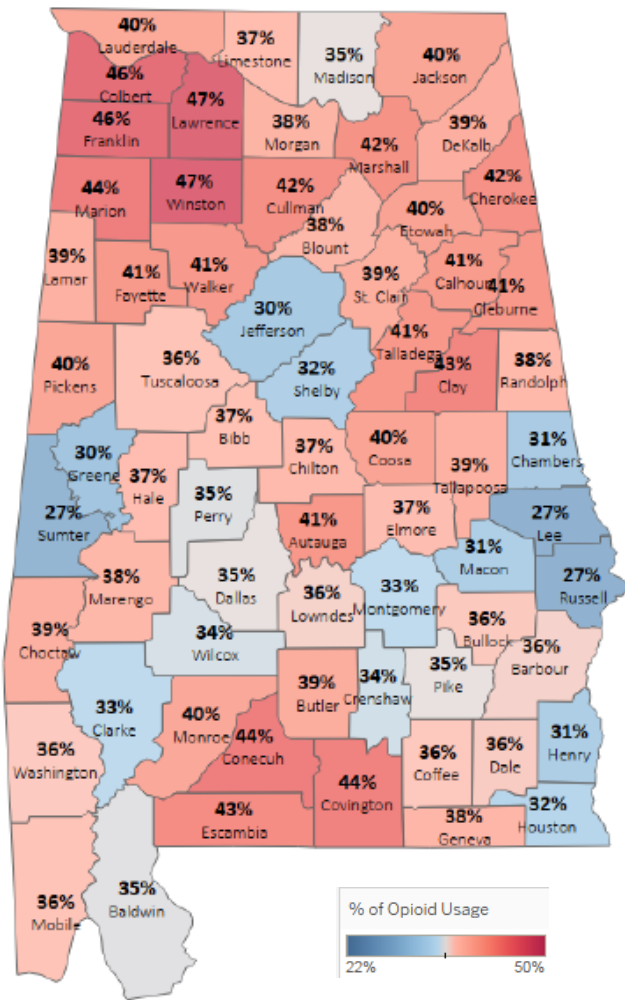 40%
Lauderdale
37%
Limestone
35%
Madison
40%
Jackson
46%
Colbert
47%
Lawrence
46%
Franklin
38%
Morgan
42%
Marshall
39%
DeKalb
44%
Marion
47%
Winston
42%
Cullman
38%
Blount
40%
Etowah
42%
Cherokee
39%
Lamar
41%
Fayette
41%
Walker
30%
Jefferson
39%
St. Clair
41%
Calhoun
41%
Cleburne
40%
Pickens
36%
Tuscaloosa
32%
Shelby
41%
Talladega
43%
Clay
38%
Randolph
30%
Greene
37%
Hale
37%
Bibb
37%
Chilton
40%
Coosa
39%
Tallapoosa
31%
Chambers
27%
Sumter
35%
Perry
41%
Autauga
37%
Elmore
31%
Macon
27%
Lee
27%
Russell
38%
Marengo
35%
Dallas
36%
Lowndes
33%
Montgomery
36%
Bullock
39%
Choctaw
34%
Wilcox
39%
Butler
34%
Crenshaw
35%
Pike
36%
Barbour
33%
Clarke
40%
Monroe
44%
Conecuh
44%
Covington
36%
Coffee
36%
Dale
31%
Henry
36%
Washington
43%
Escambia
38%
Geneva
32%
Houston
36%
Mobile
35%
Baldwin
% of Opioid Usage
22% 50%